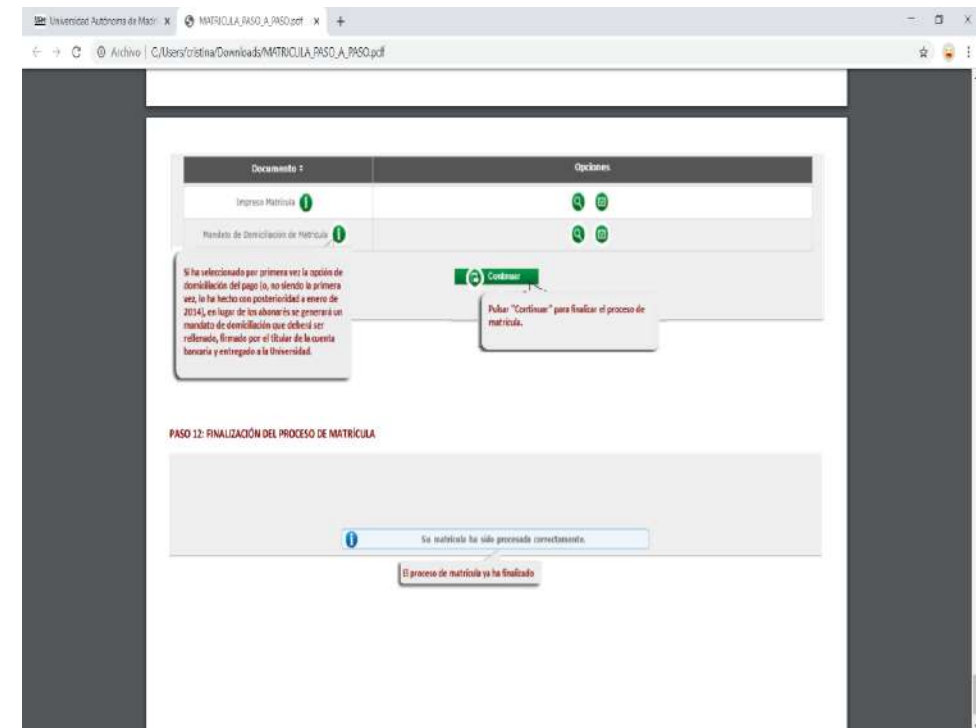 Universidad Autónoma de Madri
MATRICULA_PASO_A_PASO.pdf
Archivo | C:/Users/cristina/Downloads/MATRICULA_PASO_A_PASO.pdf
Documento
Opciones
Impreso Matrícula
Mandato de Domiciliación de Matrícula
Si ha seleccionado por primera vez la opción de
domiciliación del pago (o, no siendo la primera
vez, lo ha hecho con posterioridad a enero de
2014), en lugar de los abonarés se generará un
mandato de domiciliación que deberá ser
rellenado, firmado por el titular de la cuenta
bancaria y entregado a la Universidad.
Continuar
Pulsar "Continuar" para finalizar el proceso de
matrícula.
PASO 12: FINALIZACIÓN DEL PROCESO DE MATRÍCULA
Su matrícula ha sido procesada correctamente.
El proceso de matrícula ya ha finalizado